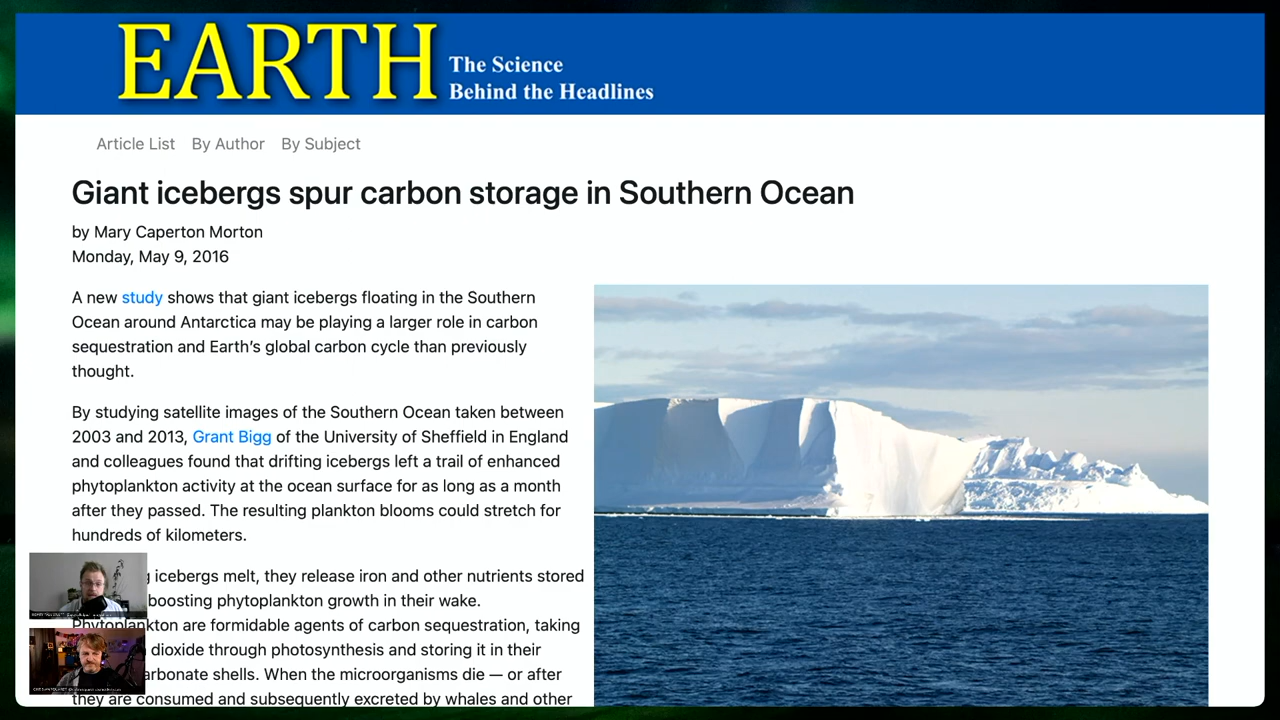 EARTH
The Science
Behind the Headlines
Article List By Author By Subject
Giant icebergs spur carbon storage in Southern Ocean
by Mary Caperton Morton
Monday, May 9, 2016
A new study shows that giant icebergs floating in the Southern
Ocean around Antarctica may be playing a larger role in carbon
sequestration and Earth's global carbon cycle than previously
thought.
By studying satellite images of the Southern Ocean taken between
2003 and 2013, Grant Bigg of the University of Sheffield in England
and colleagues found that drifting icebergs left a trail of enhanced
phytoplankton activity at the ocean surface for as long as a month
after they passed. The resulting plankton blooms could stretch for
hundreds of kilometers.
icebergs melt, they release iron and other nutrients stored
boosting phytoplankton growth in their wake.
Phytoplankton are formidable agents of carbon sequestration, taking
dioxide through photosynthesis and storing it in their
shells. When the microorganisms die — or after
they are consumed and subsequently excreted by whales and other